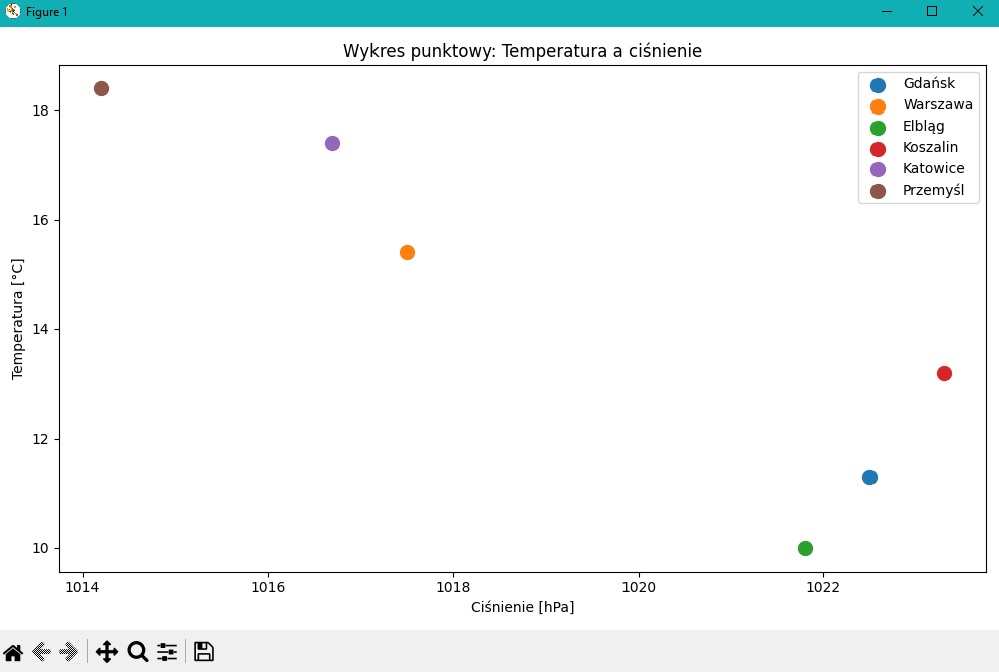 Figure 1
Wykres punktowy: Temperatura a ciśnienie
Gdańsk
Warszawa
Elbląg
Koszalin
Katowice
Przemyśl
Temperatura [°C]
18
16
14
12
10
1014 1016 1018 1020 1022
Ciśnienie [hPa]